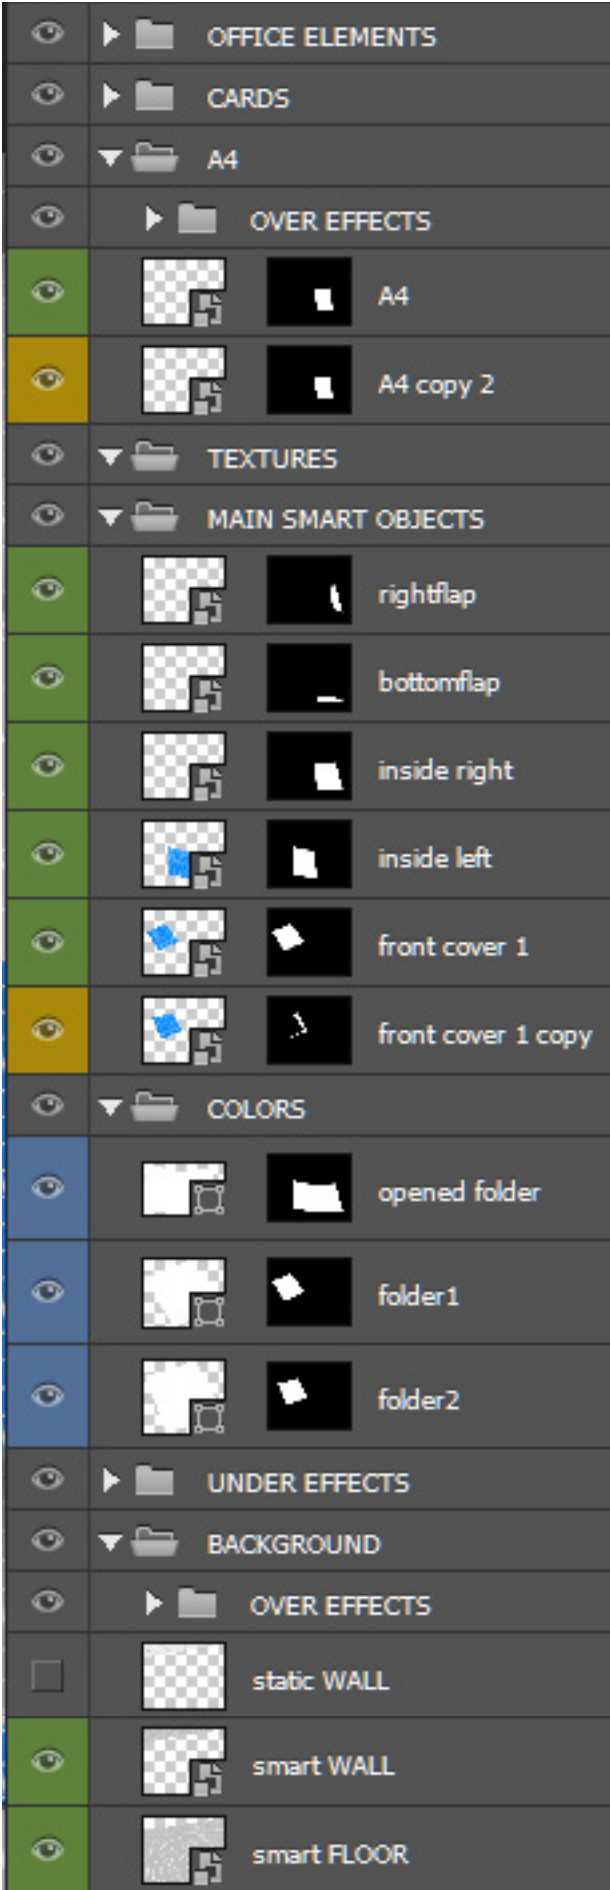 OFFICE ELEMENTS
CARDS
A4
OVER EFFECTS
A4
A4 copy 2
TEXTURES
MAIN SMART OBJECTS
rightflap
bottomflap
inside right
inside left
front cover 1
front cover 1 copy
COLORS
opened folder
folder1
folder2
UNDER EFFECTS
BACKGROUND
OVER EFFECTS
static WALL
smart WALL
smart FLOOR